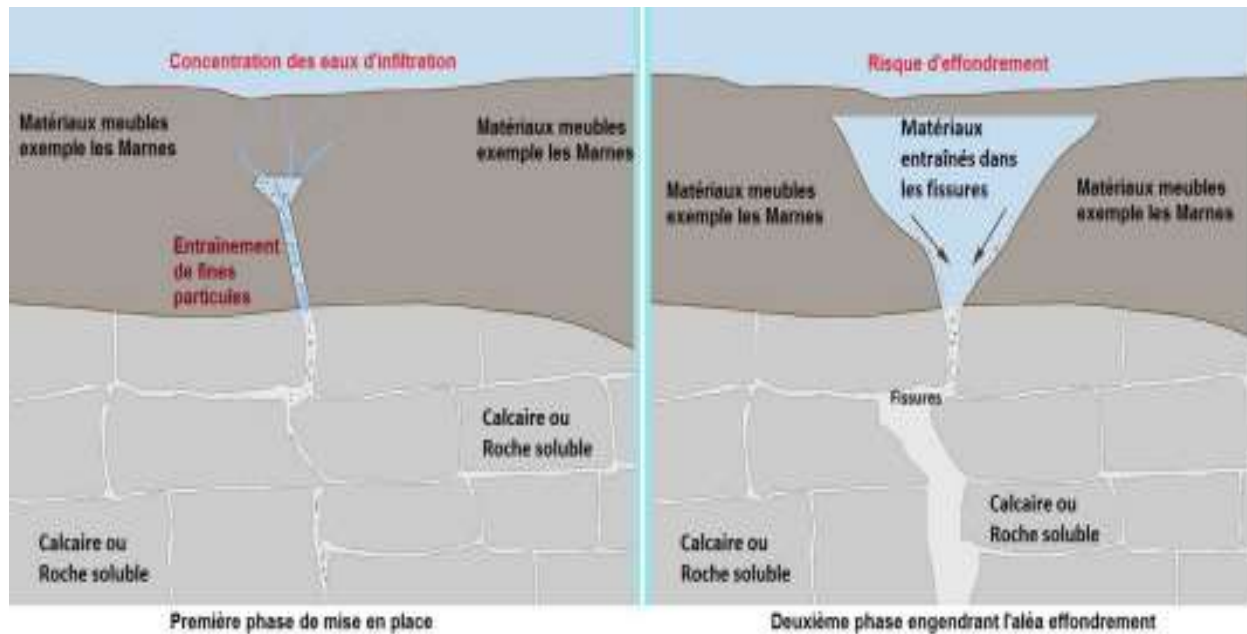 Concentration des eaux d'infiltration
Matériaux meubles
exemple les Marnes
Matériaux meubles
exemple les Marnes
Entraînement
de fines
particules
Calcaire ou
Roche soluble
Calcaire ou
Roche soluble
Première phase de mise en place
Risque d'effondrement
Matériaux
entraînés dans
les fissures
Matériaux meubles
exemple les Marnes
Matériaux meubles
exemple les Marnes
Fissures
Calcaire ou
Roche soluble
Calcaire ou
Roche soluble
Deuxième phase engendrant l'aléa effondrement